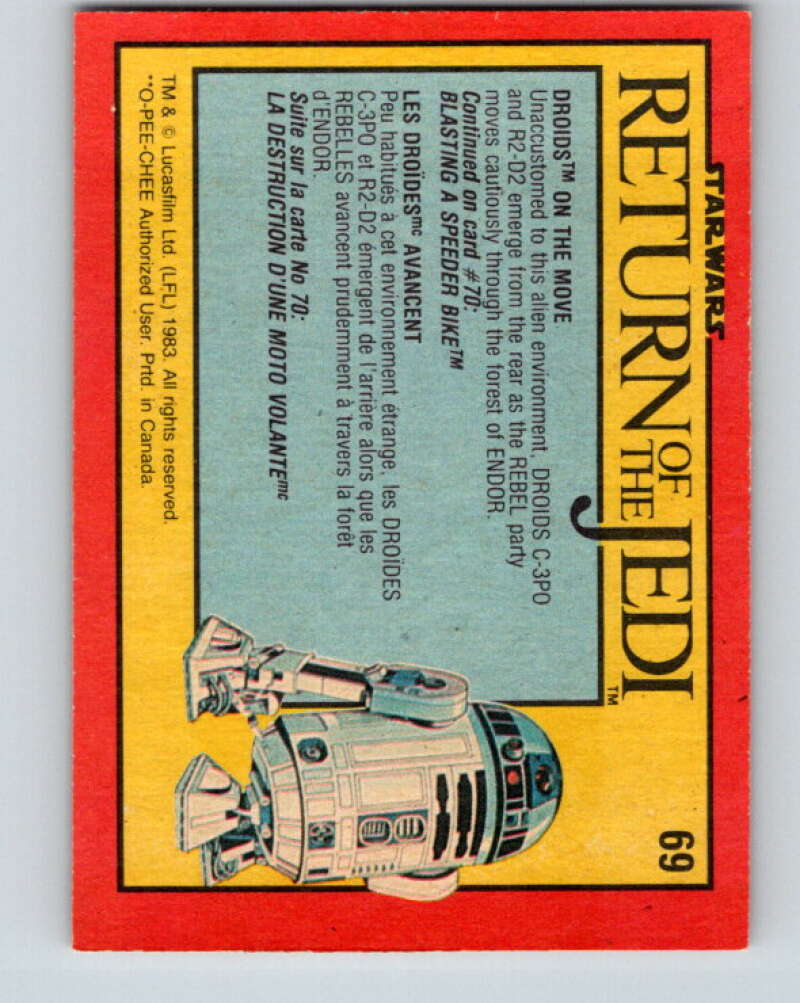 STAR WARS
RETURN OF THE JEDI™
69
DROIDS™ ON THE MOVE
Unaccustomed to this alien environment, DROIDS C-3PO
and R2-D2 emerge from the rear as the REBEL party
moves cautiously through the forest of ENDOR.
Continued on card #70:
BLASTING A SPEEDER BIKE™
LES DROÏDESmc AVANCENT
Peu habitués à cet environnement étrange, les DROÏDES
C-3PO et R2-D2 émergent de l'arrière alors que les
REBELLES avancent prudemment à travers la forêt
d'ENDOR.
Suite sur la carte No 70:
LA DESTRUCTION D'UNE MOTO VOLANTEmc
TM & © Lucasfilm Ltd. (LFL) 1983. All rights reserved.
**O-PEE-CHEE Authorized User. Prtd. in Canada.